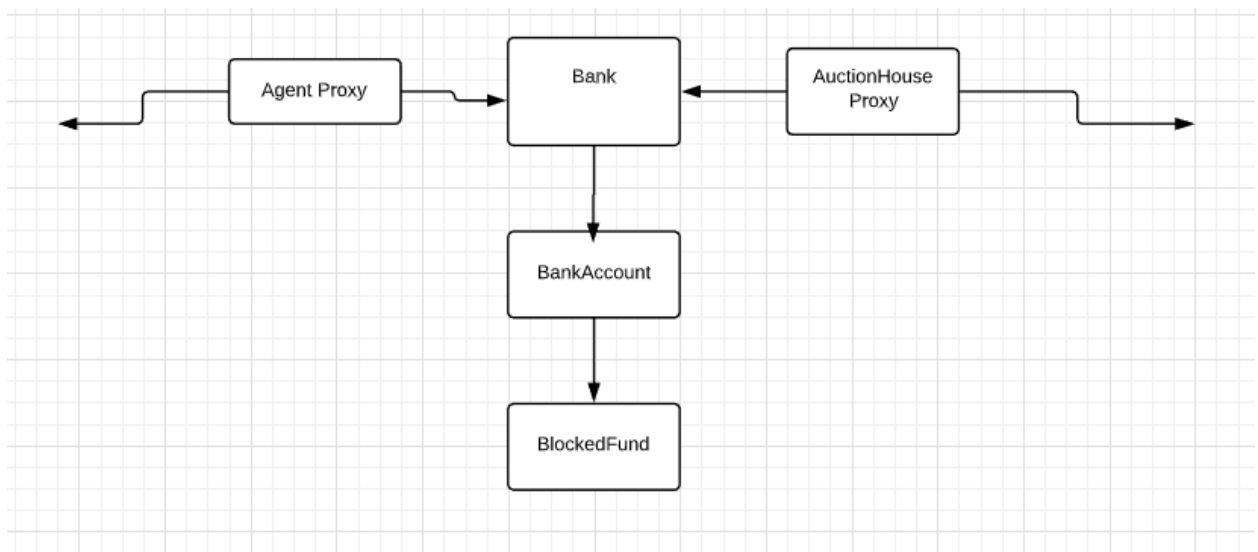 Agent Proxy
Bank
AuctionHouse
Proxy
BankAccount
BlockedFund